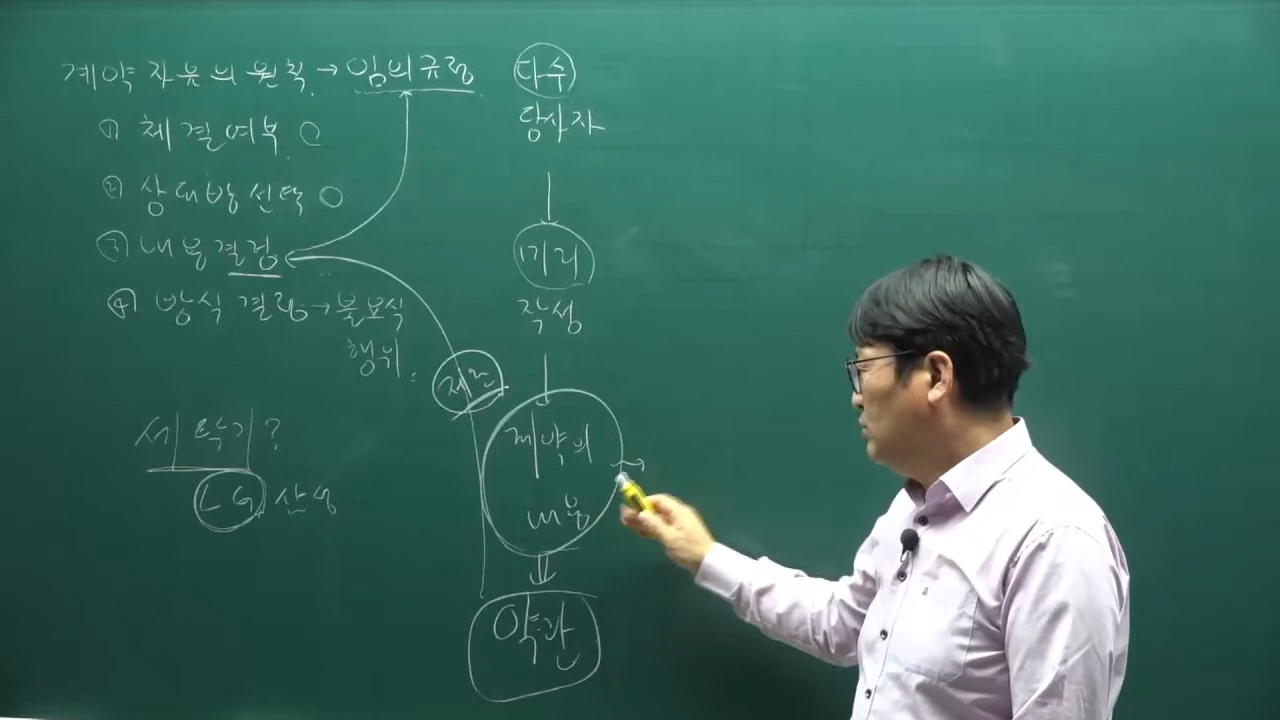 계약 자유의 원칙 → 임의규정
① 체결여부 ○
② 상대방 선택 ○
③ 내용결정
④ 방식 결정 → 불요식
행위
세탁기?
LG 삼성
다수
당사자
미리
작성
제한
계약의
내용
약관